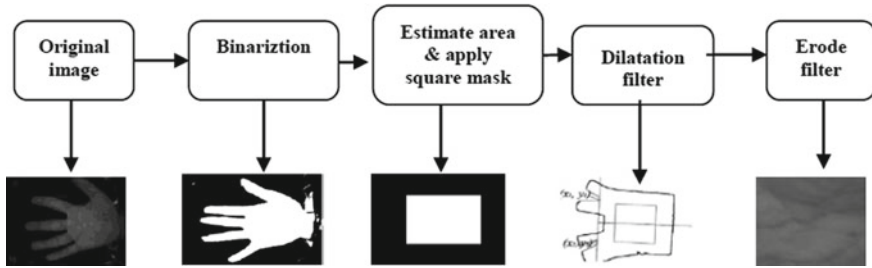 Original
image
Binariztion
Estimate area
& apply
square mask
Dilatation
filter
Erode
filter